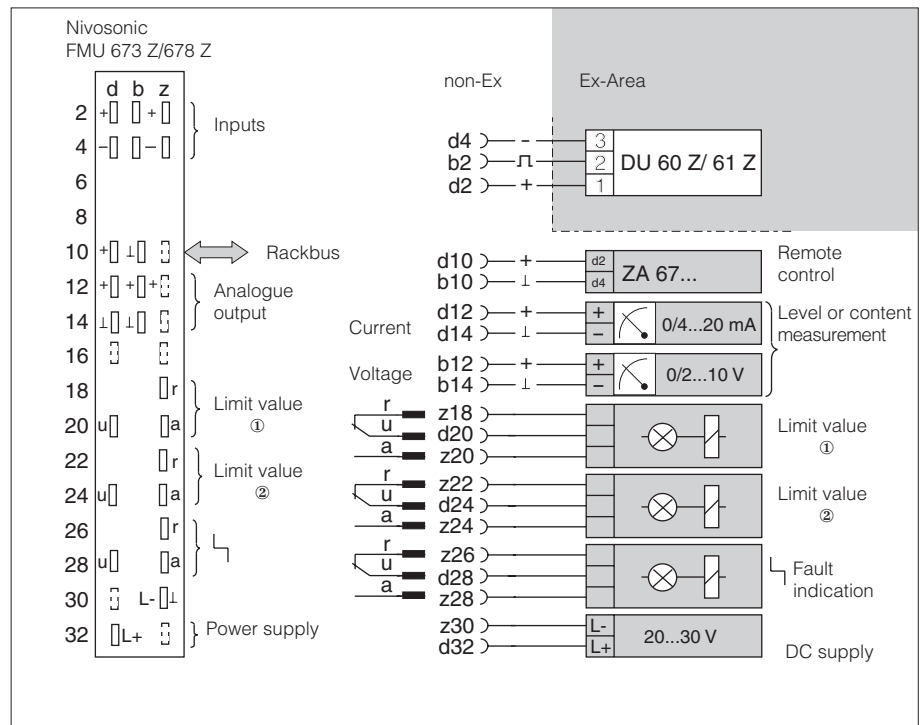 Nivosonic
FMU 673 Z/678 Z
d b z
2 + +
4 – –
Inputs
6
8
10 + ⊥
Rackbus
12 + + +
14 ⊥ ⊥
Analogue
output
16
18 r
20 u a
Limit value
①
22 r
24 u a
Limit value
②
26 r
28 u a
30 L- ⊥
32 L+
Power supply
non-Ex
Ex-Area
d4 - 3
b2 2
d2 + 1
DU 60 Z/ 61 Z
d10 + d2
b10 ⊥ d4
ZA 67...
Remote
control
Current
d12 + +
d14 ⊥ –
0/4...20 mA
Level or content
measurement
Voltage
b12 + +
b14 ⊥ –
0/2...10 V
r z18
u d20
a z20
Limit value
①
r z22
u d24
a z24
Limit value
②
r z26
u d28
a z28
Fault
indication
z30 L-
d32 L+
20...30 V
DC supply